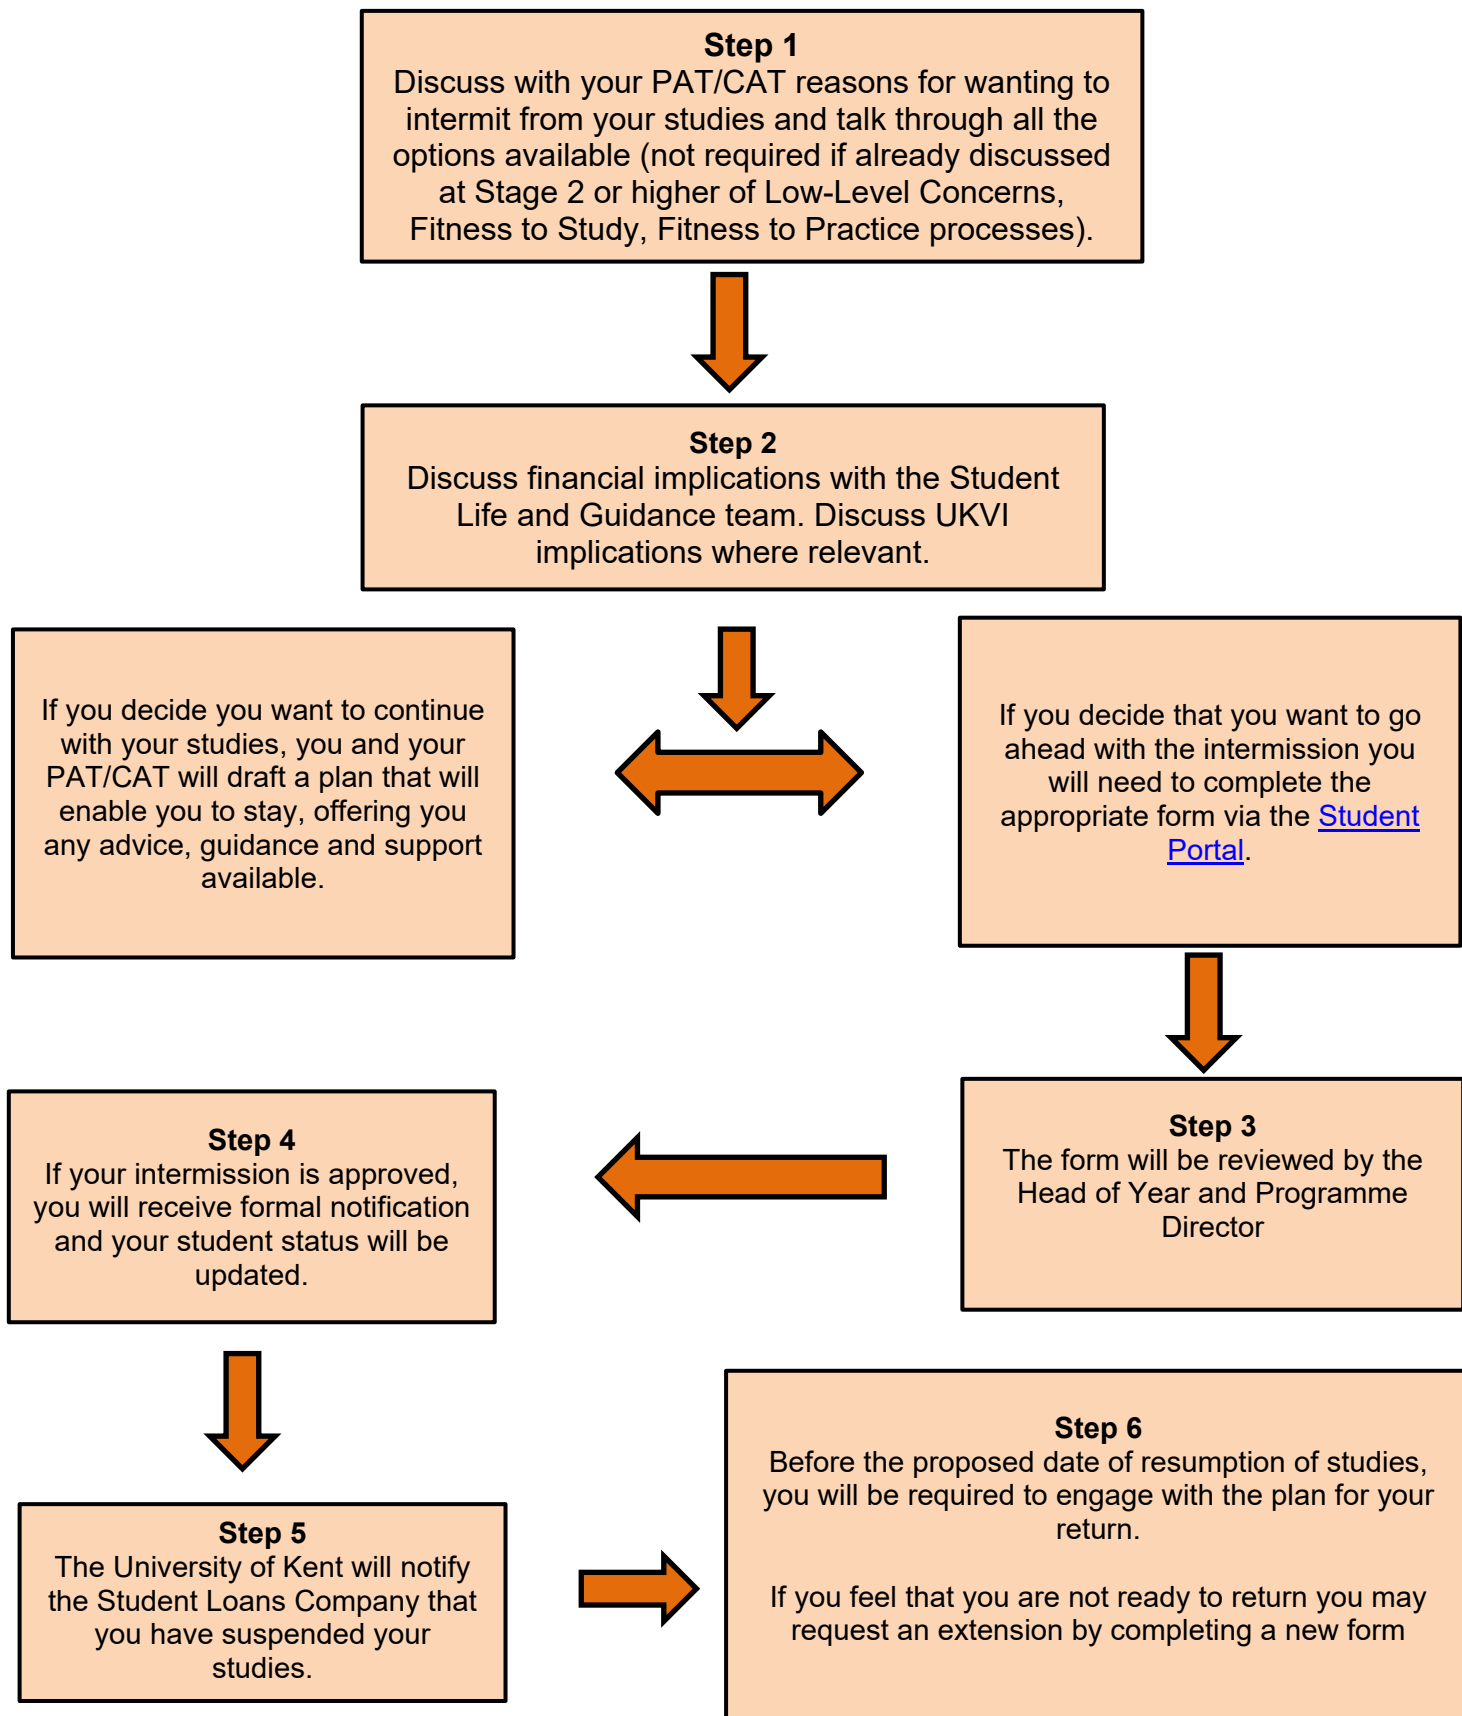 Step 1
Discuss with your PAT/CAT reasons for wanting to
intermit from your studies and talk through all the
options available (not required if already discussed
at Stage 2 or higher of Low-Level Concerns,
Fitness to Study, Fitness to Practice processes).
Step 2
Discuss financial implications with the Student
Life and Guidance team. Discuss UKVI
implications where relevant.
If you decide you want to continue
with your studies, you and your
PAT/CAT will draft a plan that will
enable you to stay, offering you
any advice, guidance and support
available.
If you decide that you want to go
ahead with the intermission you
will need to complete the
appropriate form via the Student
Portal.
Step 3
The form will be reviewed by the
Head of Year and Programme
Director
Step 4
If your intermission is approved,
you will receive formal notification
and your student status will be
updated.
Step 5
The University of Kent will notify
the Student Loans Company that
you have suspended your
studies.
Step 6
Before the proposed date of resumption of studies,
you will be required to engage with the plan for your
return.
If you feel that you are not ready to return you may
request an extension by completing a new form